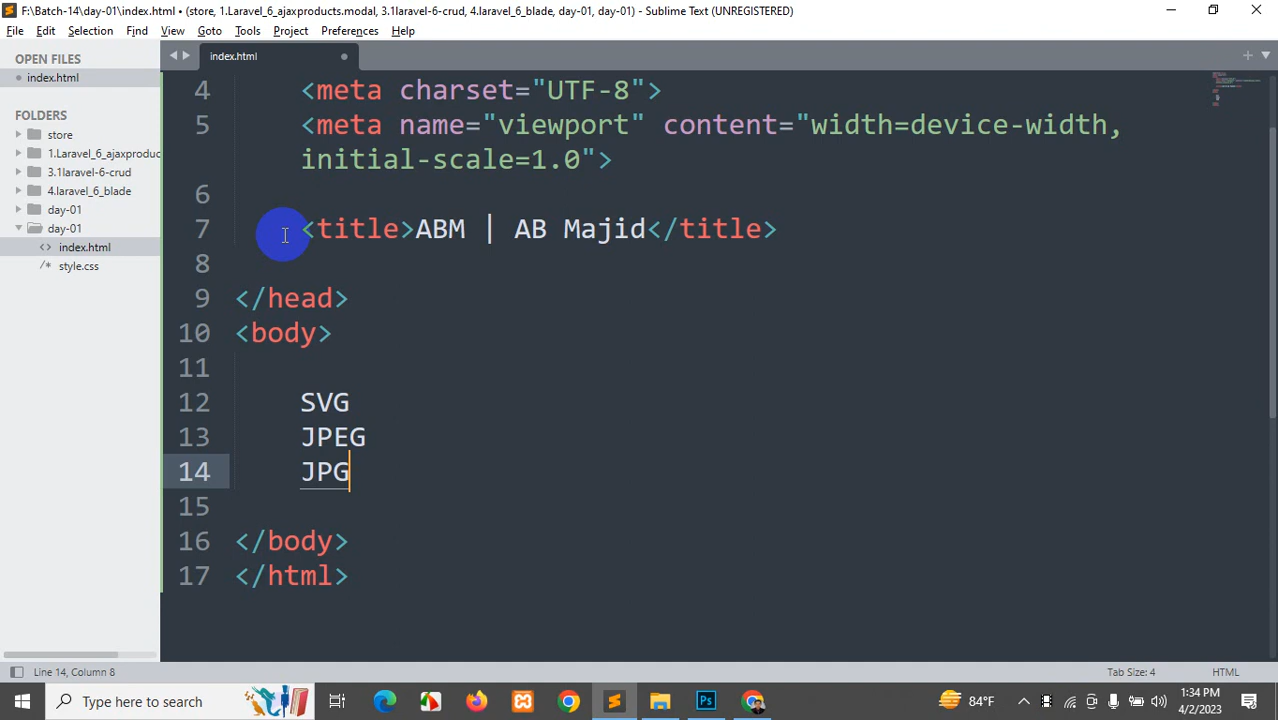 F:\Batch-14\day-01\index.html • (store, 1.Laravel_6_ajaxproducts.modal, 3.1laravel-6-crud, 4.laravel_6_blade, day-01, day-01) - Sublime Text (UNREGISTERED)
File Edit Selection Find View Goto Tools Project Preferences Help
OPEN FILES
index.html
FOLDERS
store
1.Laravel_6_ajaxproduc
3.1laravel-6-crud
4.laravel_6_blade
day-01
day-01
index.html
style.css
index.html
4 <meta charset="UTF-8">
5 <meta name="viewport" content="width=device-width,
initial-scale=1.0">
6
7 <title>ABM | AB Majid</title>
8
9 </head>
10 <body>
11
12 SVG
13 JPEG
14 JPG
15
16 </body>
17 </html>
Line 14, Column 8
Tab Size: 4
HTML
Type here to search
84°F
1:34 PM
4/2/2023